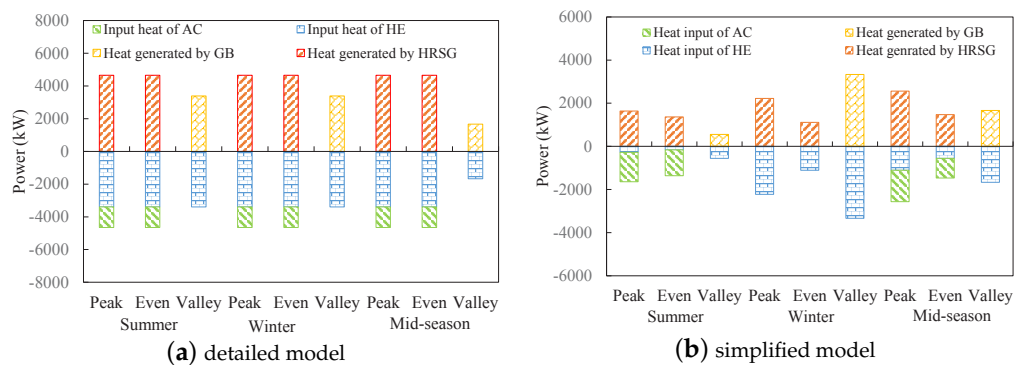 8000
6000
4000
2000
0
-2000
-4000
-6000
-8000
Power (kW)
Input heat of AC
Input heat of HE
Heat generated by GB
Heat generated by HRSG
Peak Even Valley Peak Even Valley Peak Even Valley
Summer Winter Mid-season
(a) detailed model
6000
4000
2000
0
-2000
-4000
-6000
Power (kW)
Heat input of AC
Heat generated by GB
Heat input of HE
Heat genrated by HRSG
Peak Even Valley Peak Even Valley Peak Even Valley
Summer Winter Mid-season
(b) simplified model